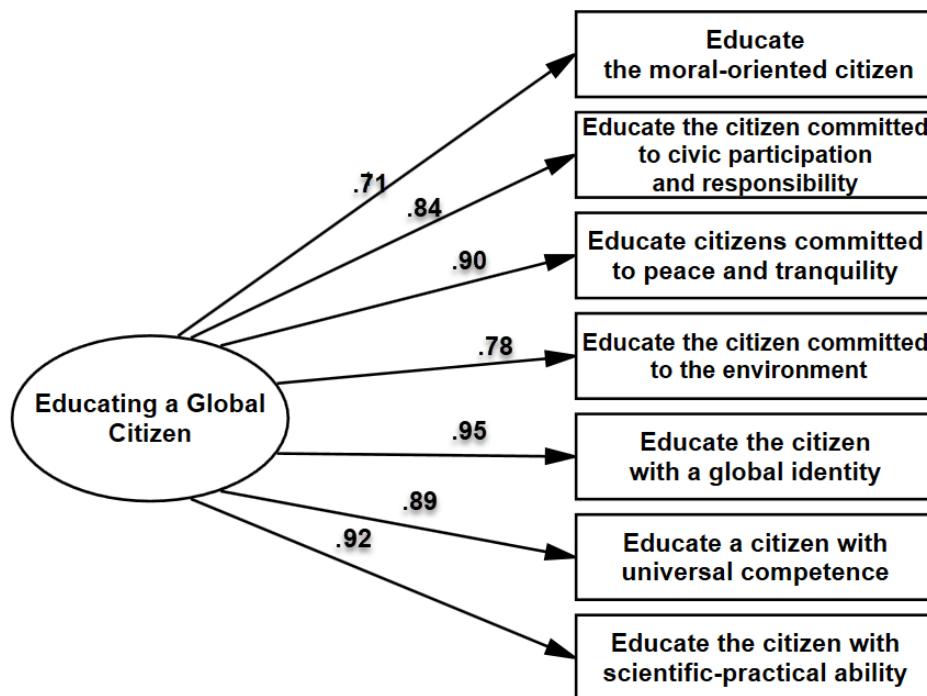 Educate
the moral-oriented citizen
.71
Educate the citizen committed
to civic participation
and responsibility
.84
Educate citizens committed
to peace and tranquility
.90
Educate the citizen committed
to the environment
.78
Educating a Global
Citizen
Educate the citizen
with a global identity
.95
Educate a citizen with
universal competence
.89
Educate the citizen with
scientific-practical ability
.92